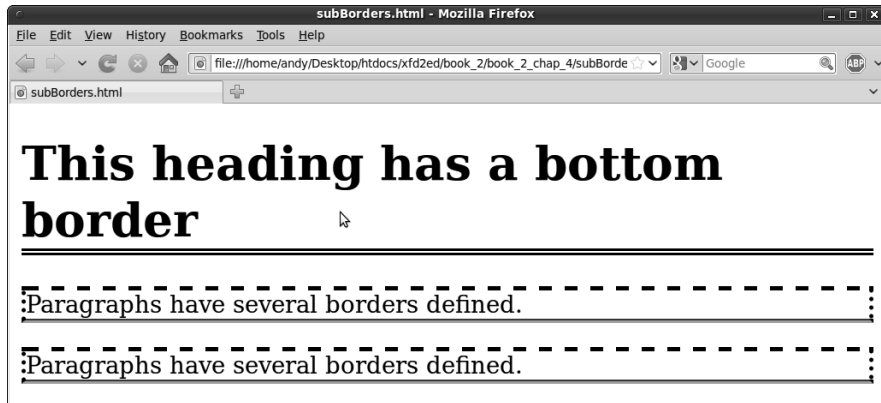 subBorders.html - Mozilla Firefox
File Edit View History Bookmarks Tools Help
file:///home/andy/Desktop/htdocs/xfd2ed/book_2/book_2_chap_4/subBorde
Google
ABP
subBorders.html
This heading has a bottom
border
Paragraphs have several borders defined.
Paragraphs have several borders defined.